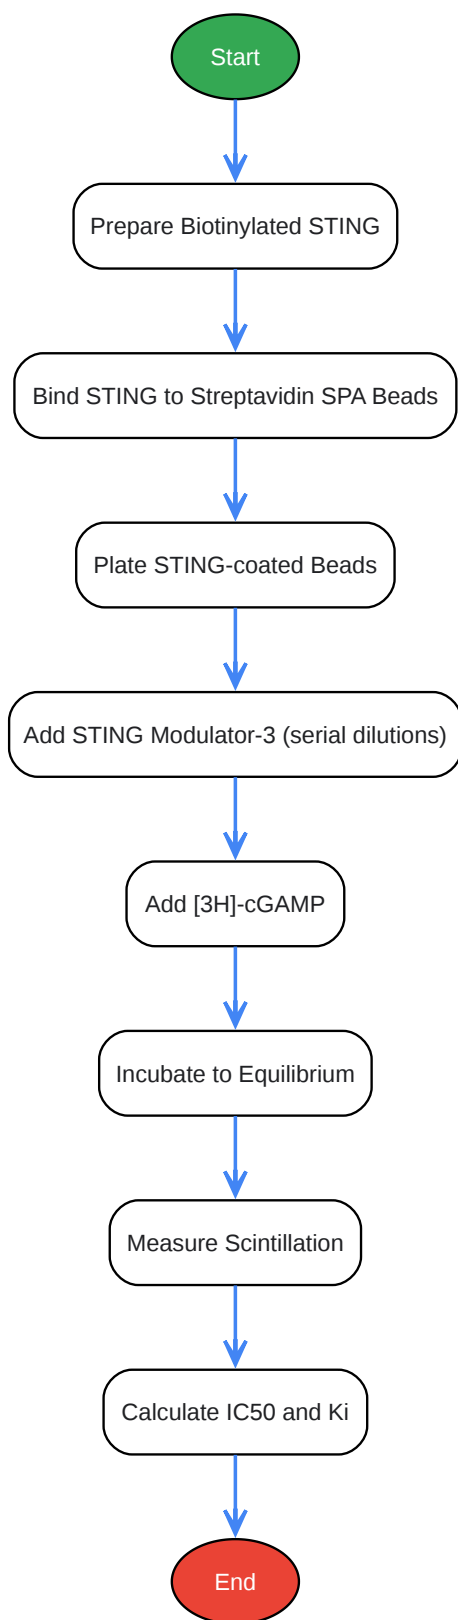 Start
Prepare Biotinylated STING
Bind STING to Streptavidin SPA Beads
Plate STING-coated Beads
Add STING Modulator-3 (serial dilutions)
Add [3H]-cGAMP
Incubate to Equilibrium
Measure Scintillation
Calculate IC50 and Ki
End